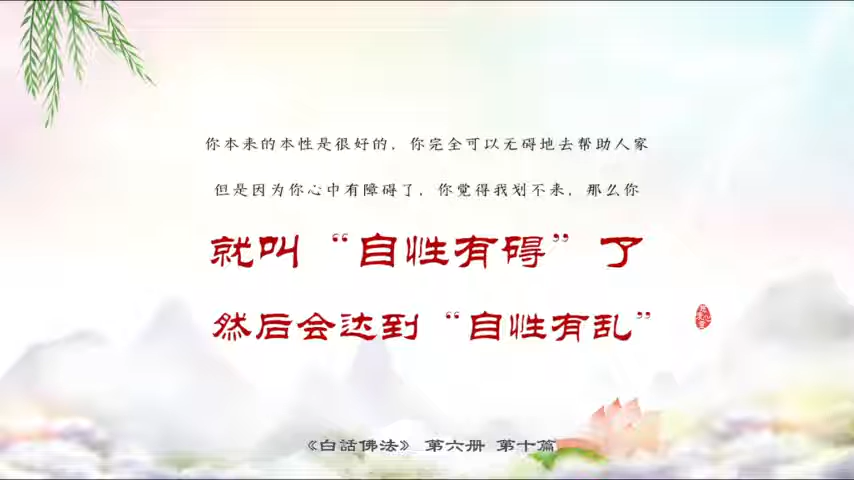 你本来的本性是很好的，你完全可以无碍地去帮助人家
但是因为你心中有障碍了，你觉得我划不来，那么你
就叫“自性有碍”了
然后会达到“自性有乱”
《白話佛法》 第六册 第十篇